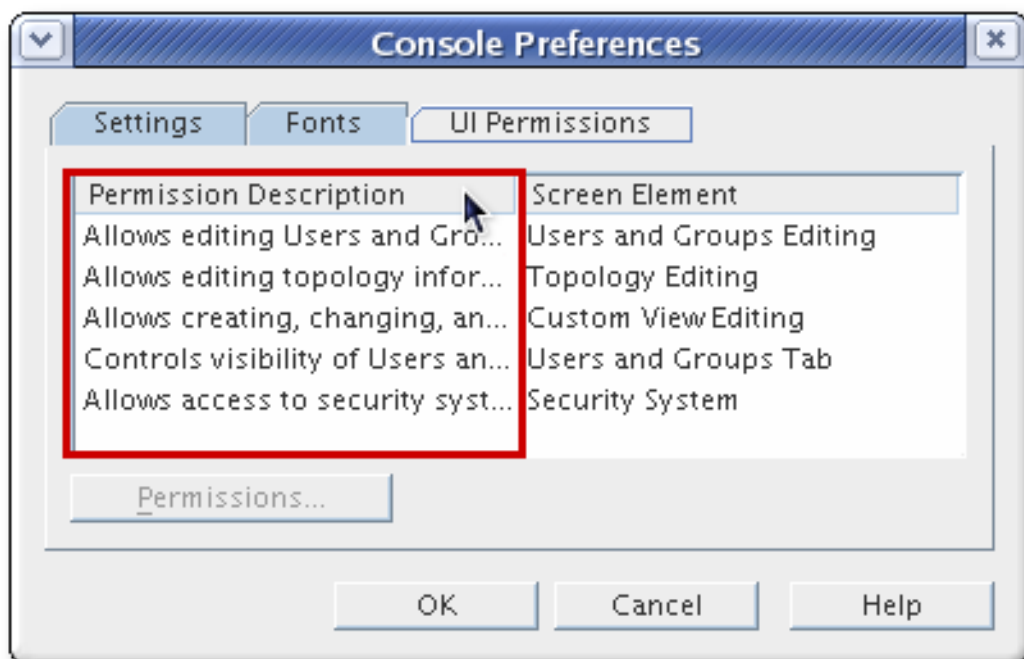 Console Preferences
Settings Fonts UI Permissions
Permission Description Screen Element
Allows editing Users and Gro... Users and Groups Editing
Allows editing topology infor... Topology Editing
Allows creating, changing, an... Custom View Editing
Controls visibility of Users an... Users and Groups Tab
Allows access to security syst... Security System
Permissions...
OK Cancel Help